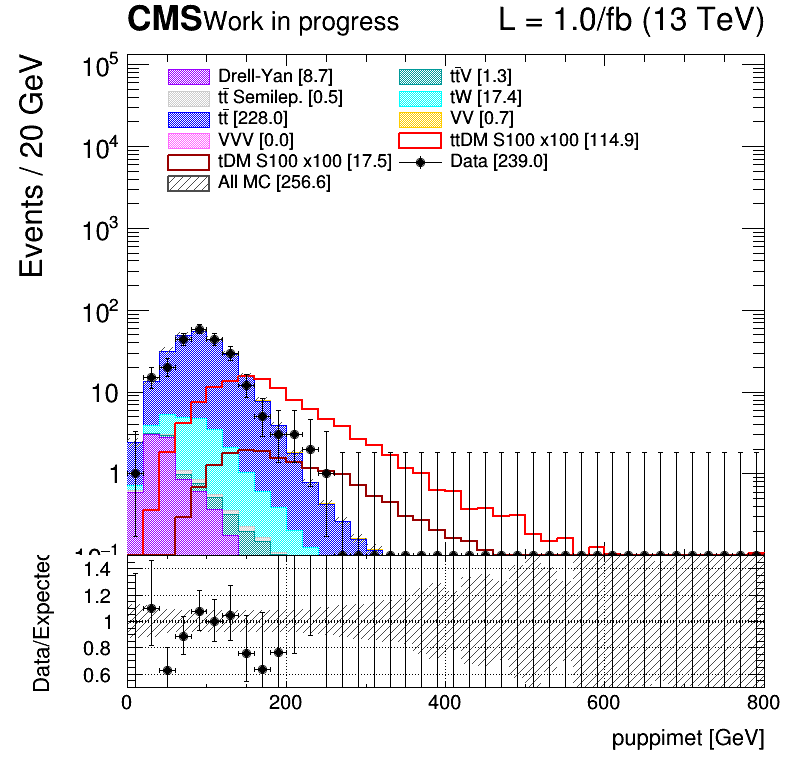 CMS Work in progress L = 1.0/fb (13 TeV)
Events / 20 GeV
10⁵
10⁴
10³
10²
10
1
10⁻¹
Drell-Yan [8.7] tt̄V [1.3]
tt̄ Semilep. [0.5] tW [17.4]
tt̄ [228.0] VV [0.7]
VVV [0.0] ttDM S100 x100 [114.9]
tDM S100 x100 [17.5] Data [239.0]
All MC [256.6]
Data/Expected
1.4
1.2
1
0.8
0.6
0 200 400 600 800
puppimet [GeV]